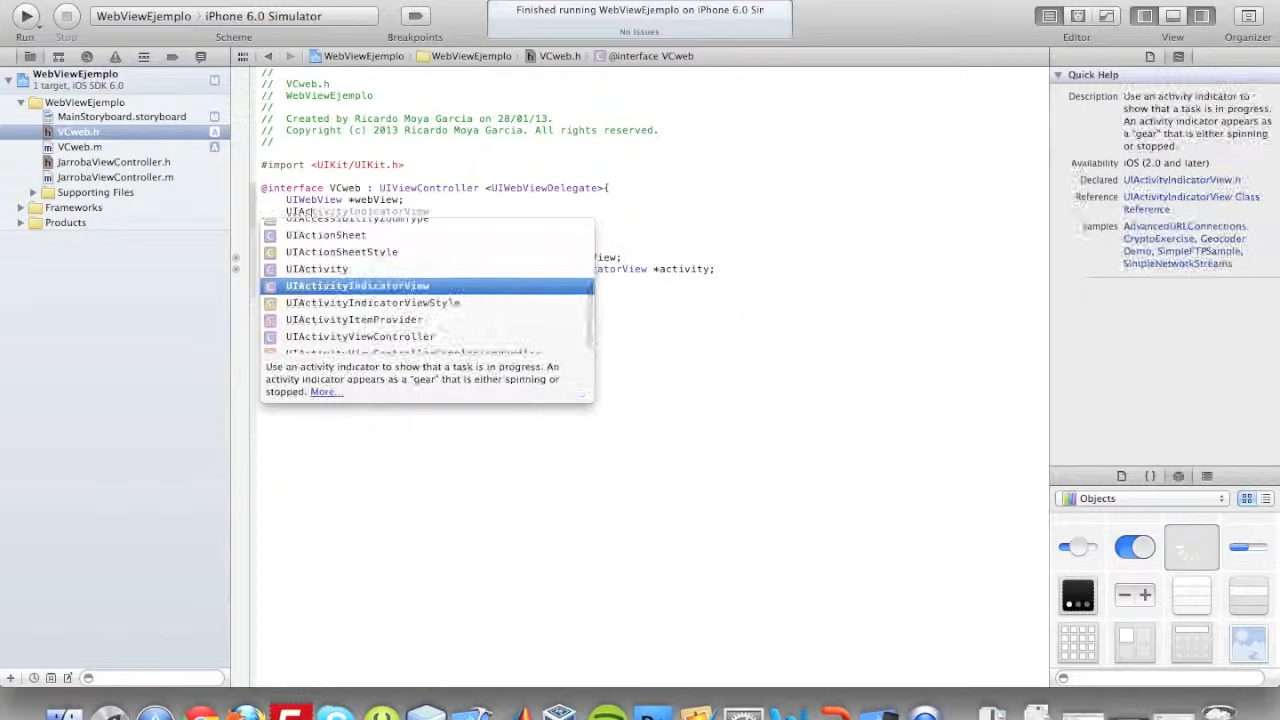 WebViewEjemplo
iPhone 6.0 Simulator
Finished running WebViewEjemplo on iPhone 6.0 Sir
No Issues
Run
Stop
Scheme
Breakpoints
Editor
View
Organizer
WebViewEjemplo
1 target, iOS SDK 6.0
M
WebViewEjemplo
MainStoryboard.storyboard
M
VCweb.h
A
VCweb.m
A
JarrobaViewController.h
JarrobaViewController.m
Supporting Files
Frameworks
Products
WebViewEjemplo
WebViewEjemplo
VCweb.h
@interface VCweb
//
// VCweb.h
// WebViewEjemplo
//
// Created by Ricardo Moya Garcia on 28/01/13.
// Copyright (c) 2013 Ricardo Moya Garcia. All rights reserved.
//
#import <UIKit/UIKit.h>
@interface VCweb : UIViewController <UIWebViewDelegate>{
UIWebView *webView;
UIActivityIndicatorView
UIAccessibilityZoomType
UIActionSheet
UIActionSheetStyle
UIActivity
UIActivityIndicatorView
UIActivityIndicatorViewStyle
UIActivityItemProvider
UIActivityViewController
Use an activity indicator to show that a task is in progress. An
activity indicator appears as a "gear" that is either spinning or
stopped. More...
View;
catorView *activity;
Quick Help
Description
Use an activity indicator to
show that a task is in progress.
An activity indicator appears as
a "gear" that is either spinning
or stopped.
Availability
iOS (2.0 and later)
Declared
UIActivityIndicatorView.h
Reference
UIActivityIndicatorView Class
Reference
amples
AdvancedURLConnections,
CryptoExercise, Geocoder
Demo, SimpleFTPSample,
SimpleNetworkStreams
{ }
Objects